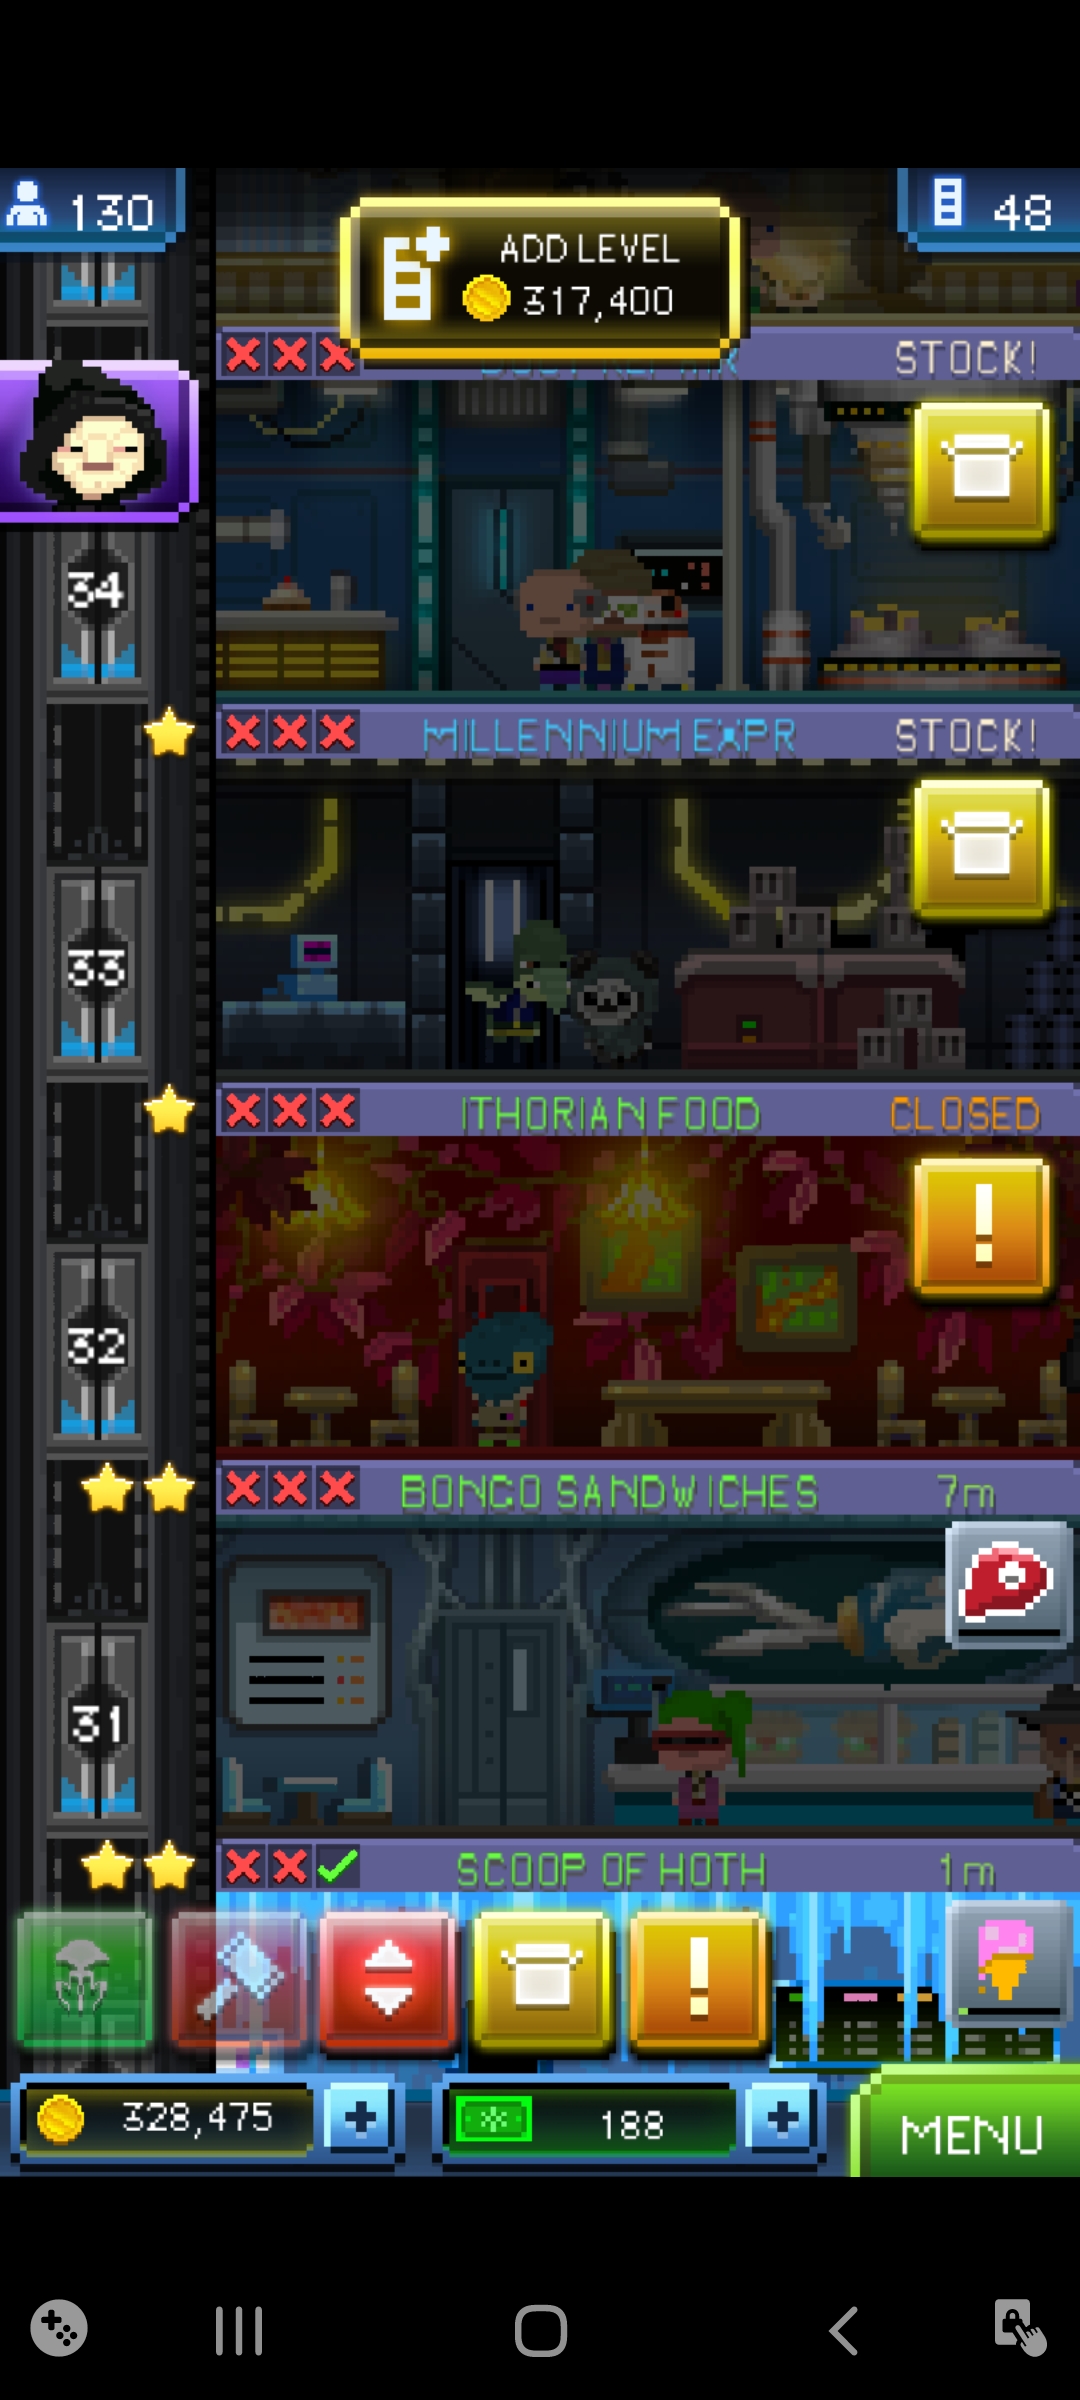 130
48
ADD LEVEL
317,400
STOCK!
34
MILLENNIUM EXPR
STOCK!
33
ITHORIAN FOOD
CLOSED
!
32
BONGO SANDWICHES
7m
31
SCOOP OF HOTH
1m
!
328,475
+
188
+
MENU